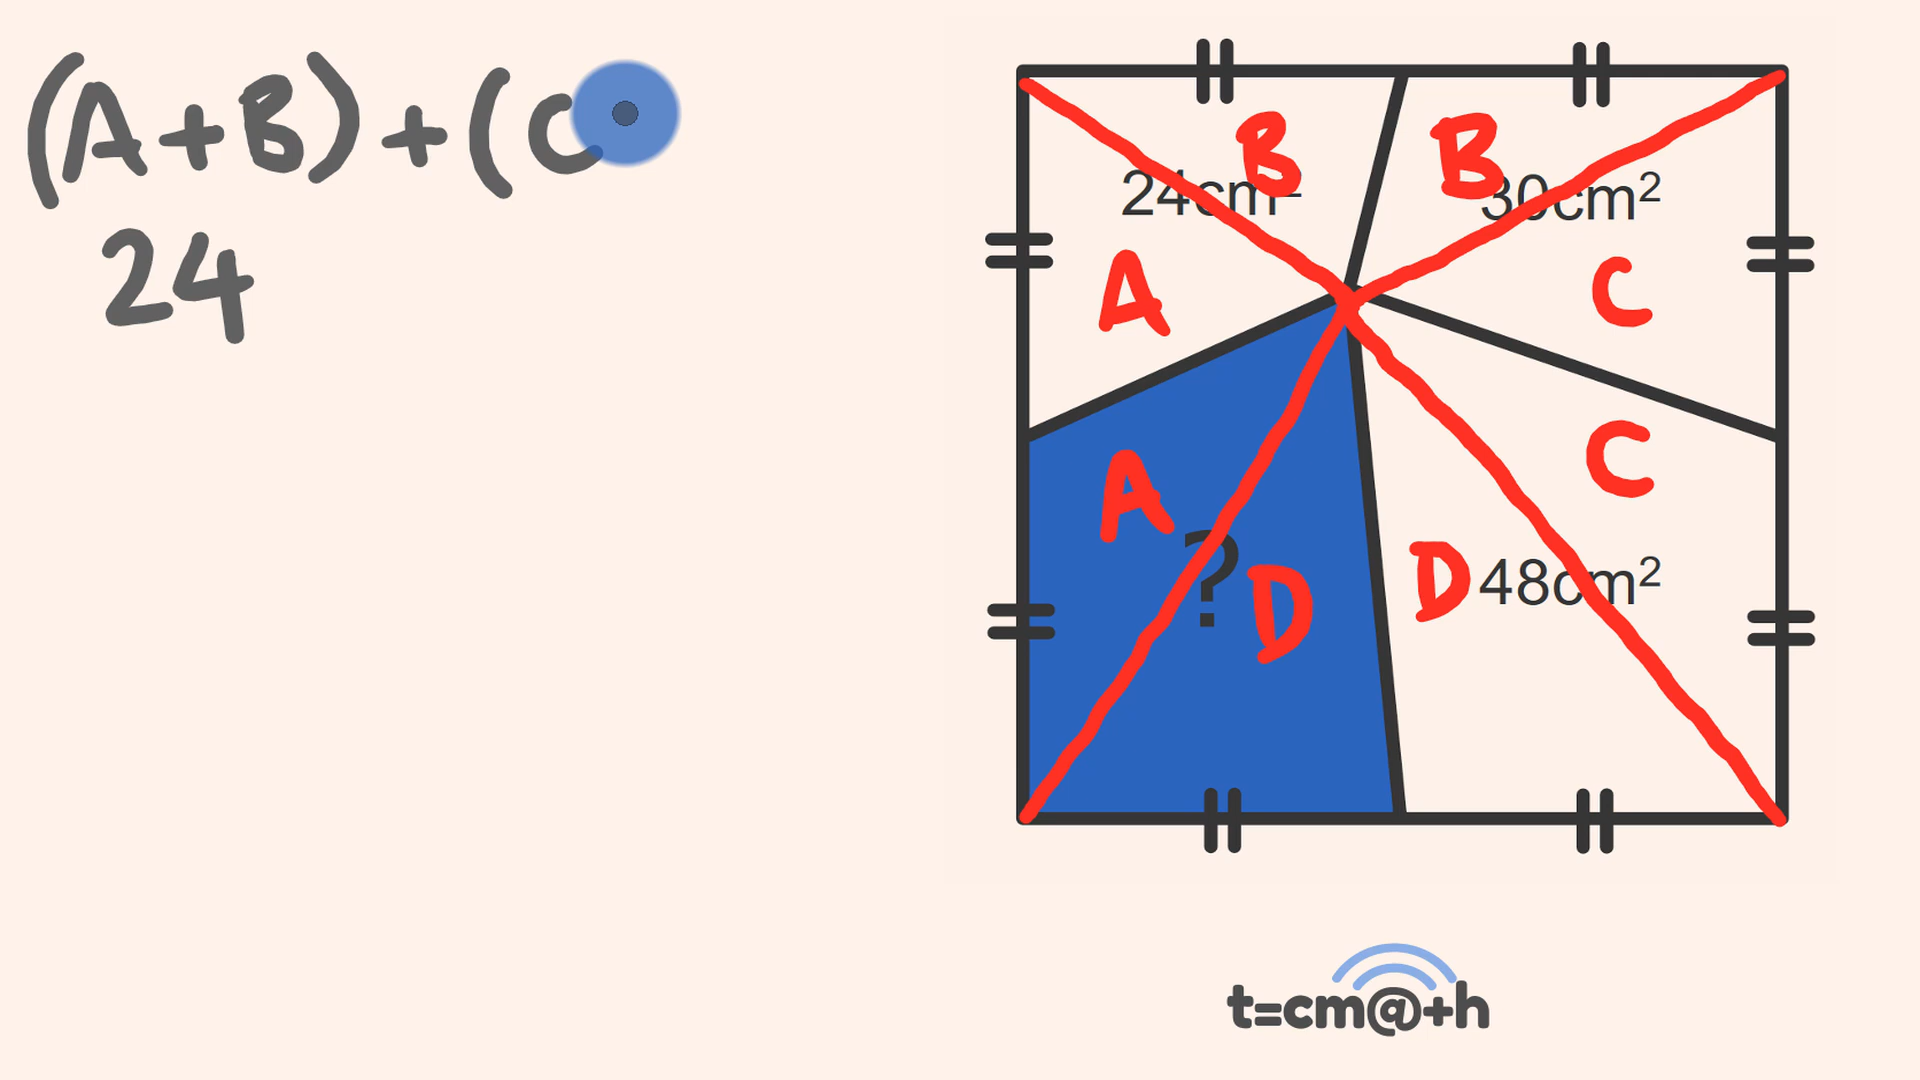 (A+B)+(C
24
B B
24cm² 30cm²
A C
A C
? D D 48cm²
t=cm@+h